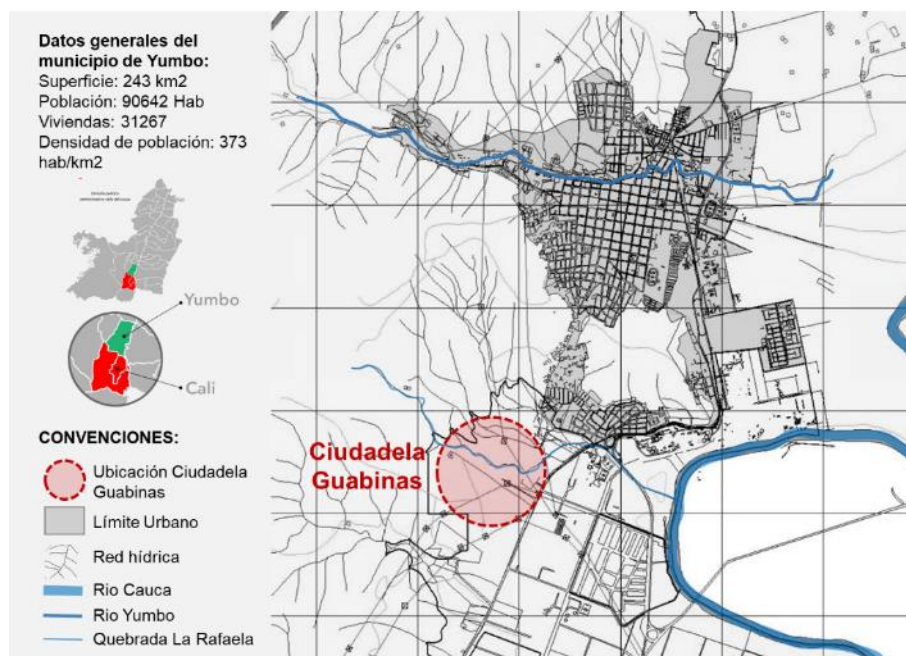 Datos generales del
municipio de Yumbo:
Superficie: 243 km2
Población: 90642 Hab
Viviendas: 31267
Densidad de población: 373
hab/km2
Yumbo
Cali
CONVENCIONES:
Ubicación Ciudadela
Guabinas
Límite Urbano
Red hídrica
Rio Cauca
Rio Yumbo
Quebrada La Rafaela
Ciudadela
Guabinas